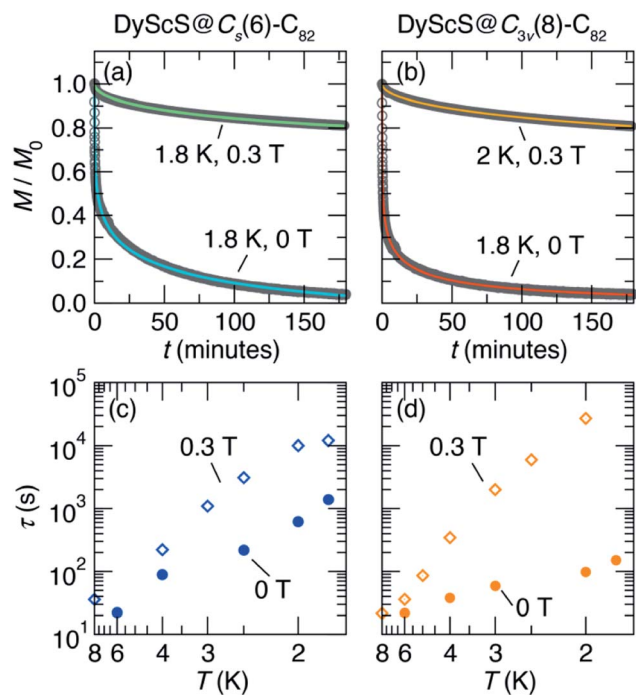 DyScS@Cs(6)-C82
DyScS@C3v(8)-C82
(a)
1.0
0.8
0.6
0.4
0.2
0.0
M / M0
1.8 K, 0.3 T
1.8 K, 0 T
0 50 100 150
t (minutes)
(b)
2 K, 0.3 T
1.8 K, 0 T
0 50 100 150
t (minutes)
(c)
10^5
10^4
10^3
10^2
10^1
τ (s)
0.3 T
0 T
8 6 4 3 2
T (K)
(d)
0.3 T
0 T
8 6 4 3 2
T (K)